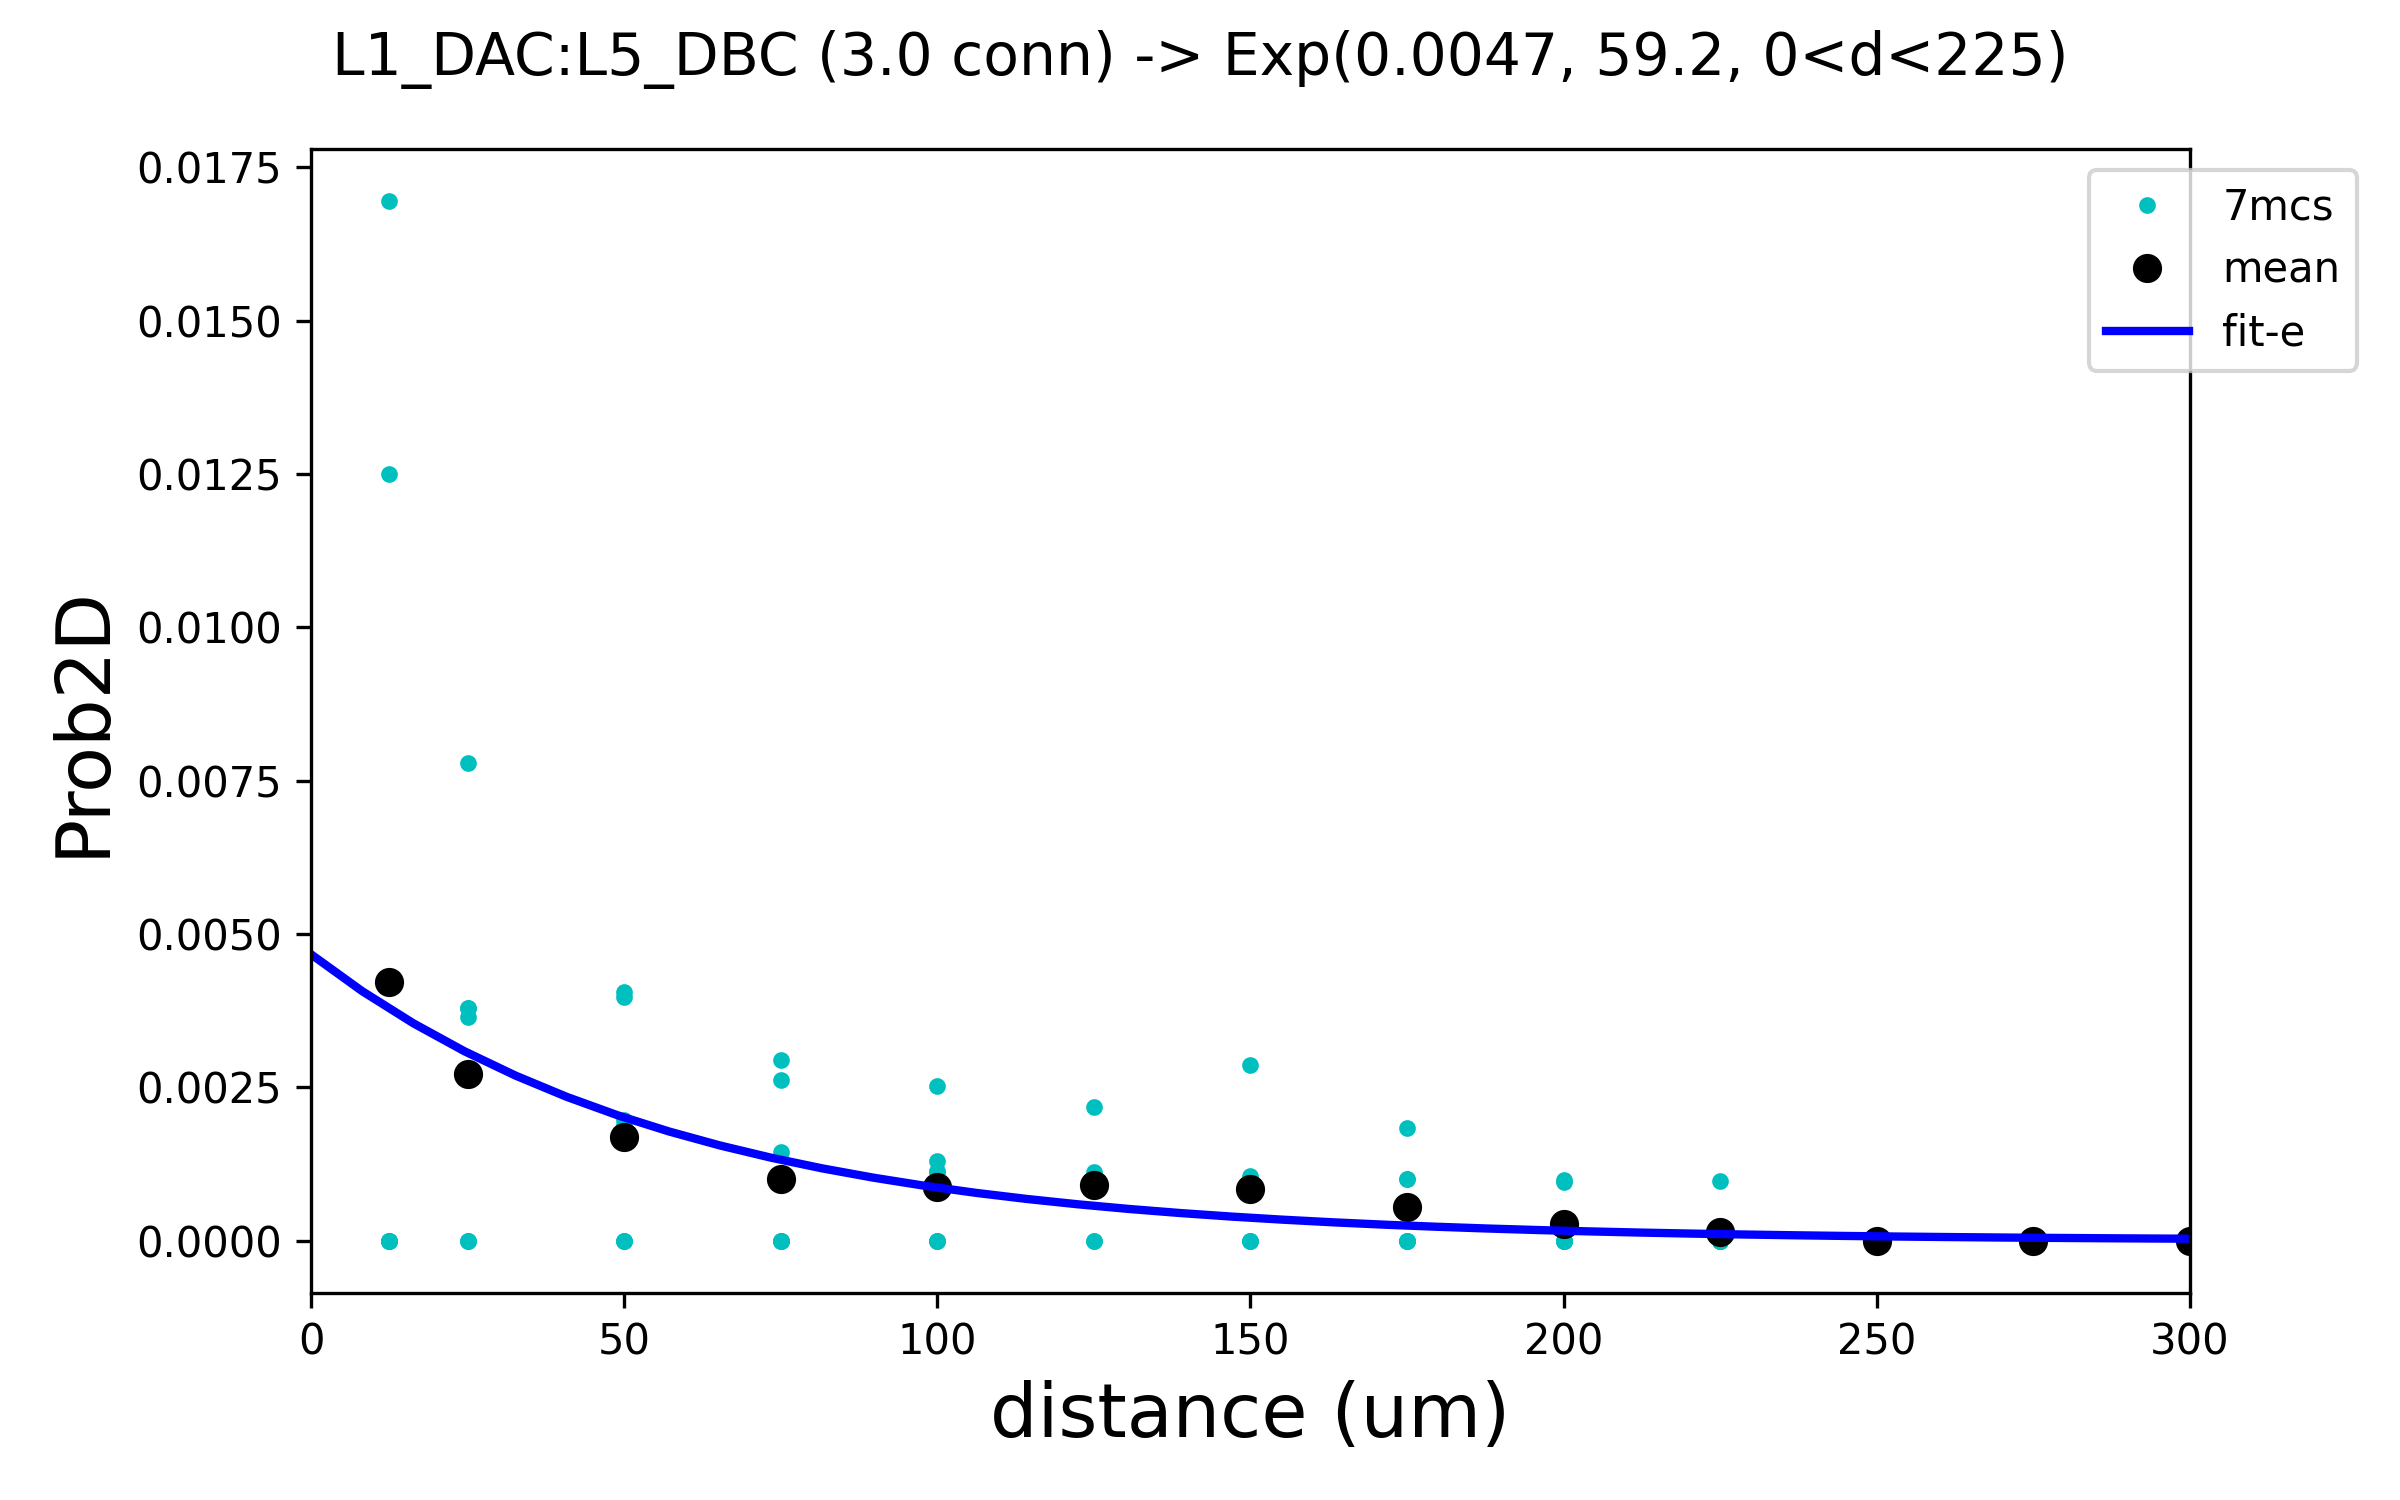 L1_DAC:L5_DBC (3.0 conn) -> Exp(0.0047, 59.2, 0<d<225)
0.0175
0.0150
0.0125
0.0100
0.0075
0.0050
0.0025
0.0000
Prob2D
7mcs
mean
fit-e
0 50 100 150 200 250 300
distance (um)